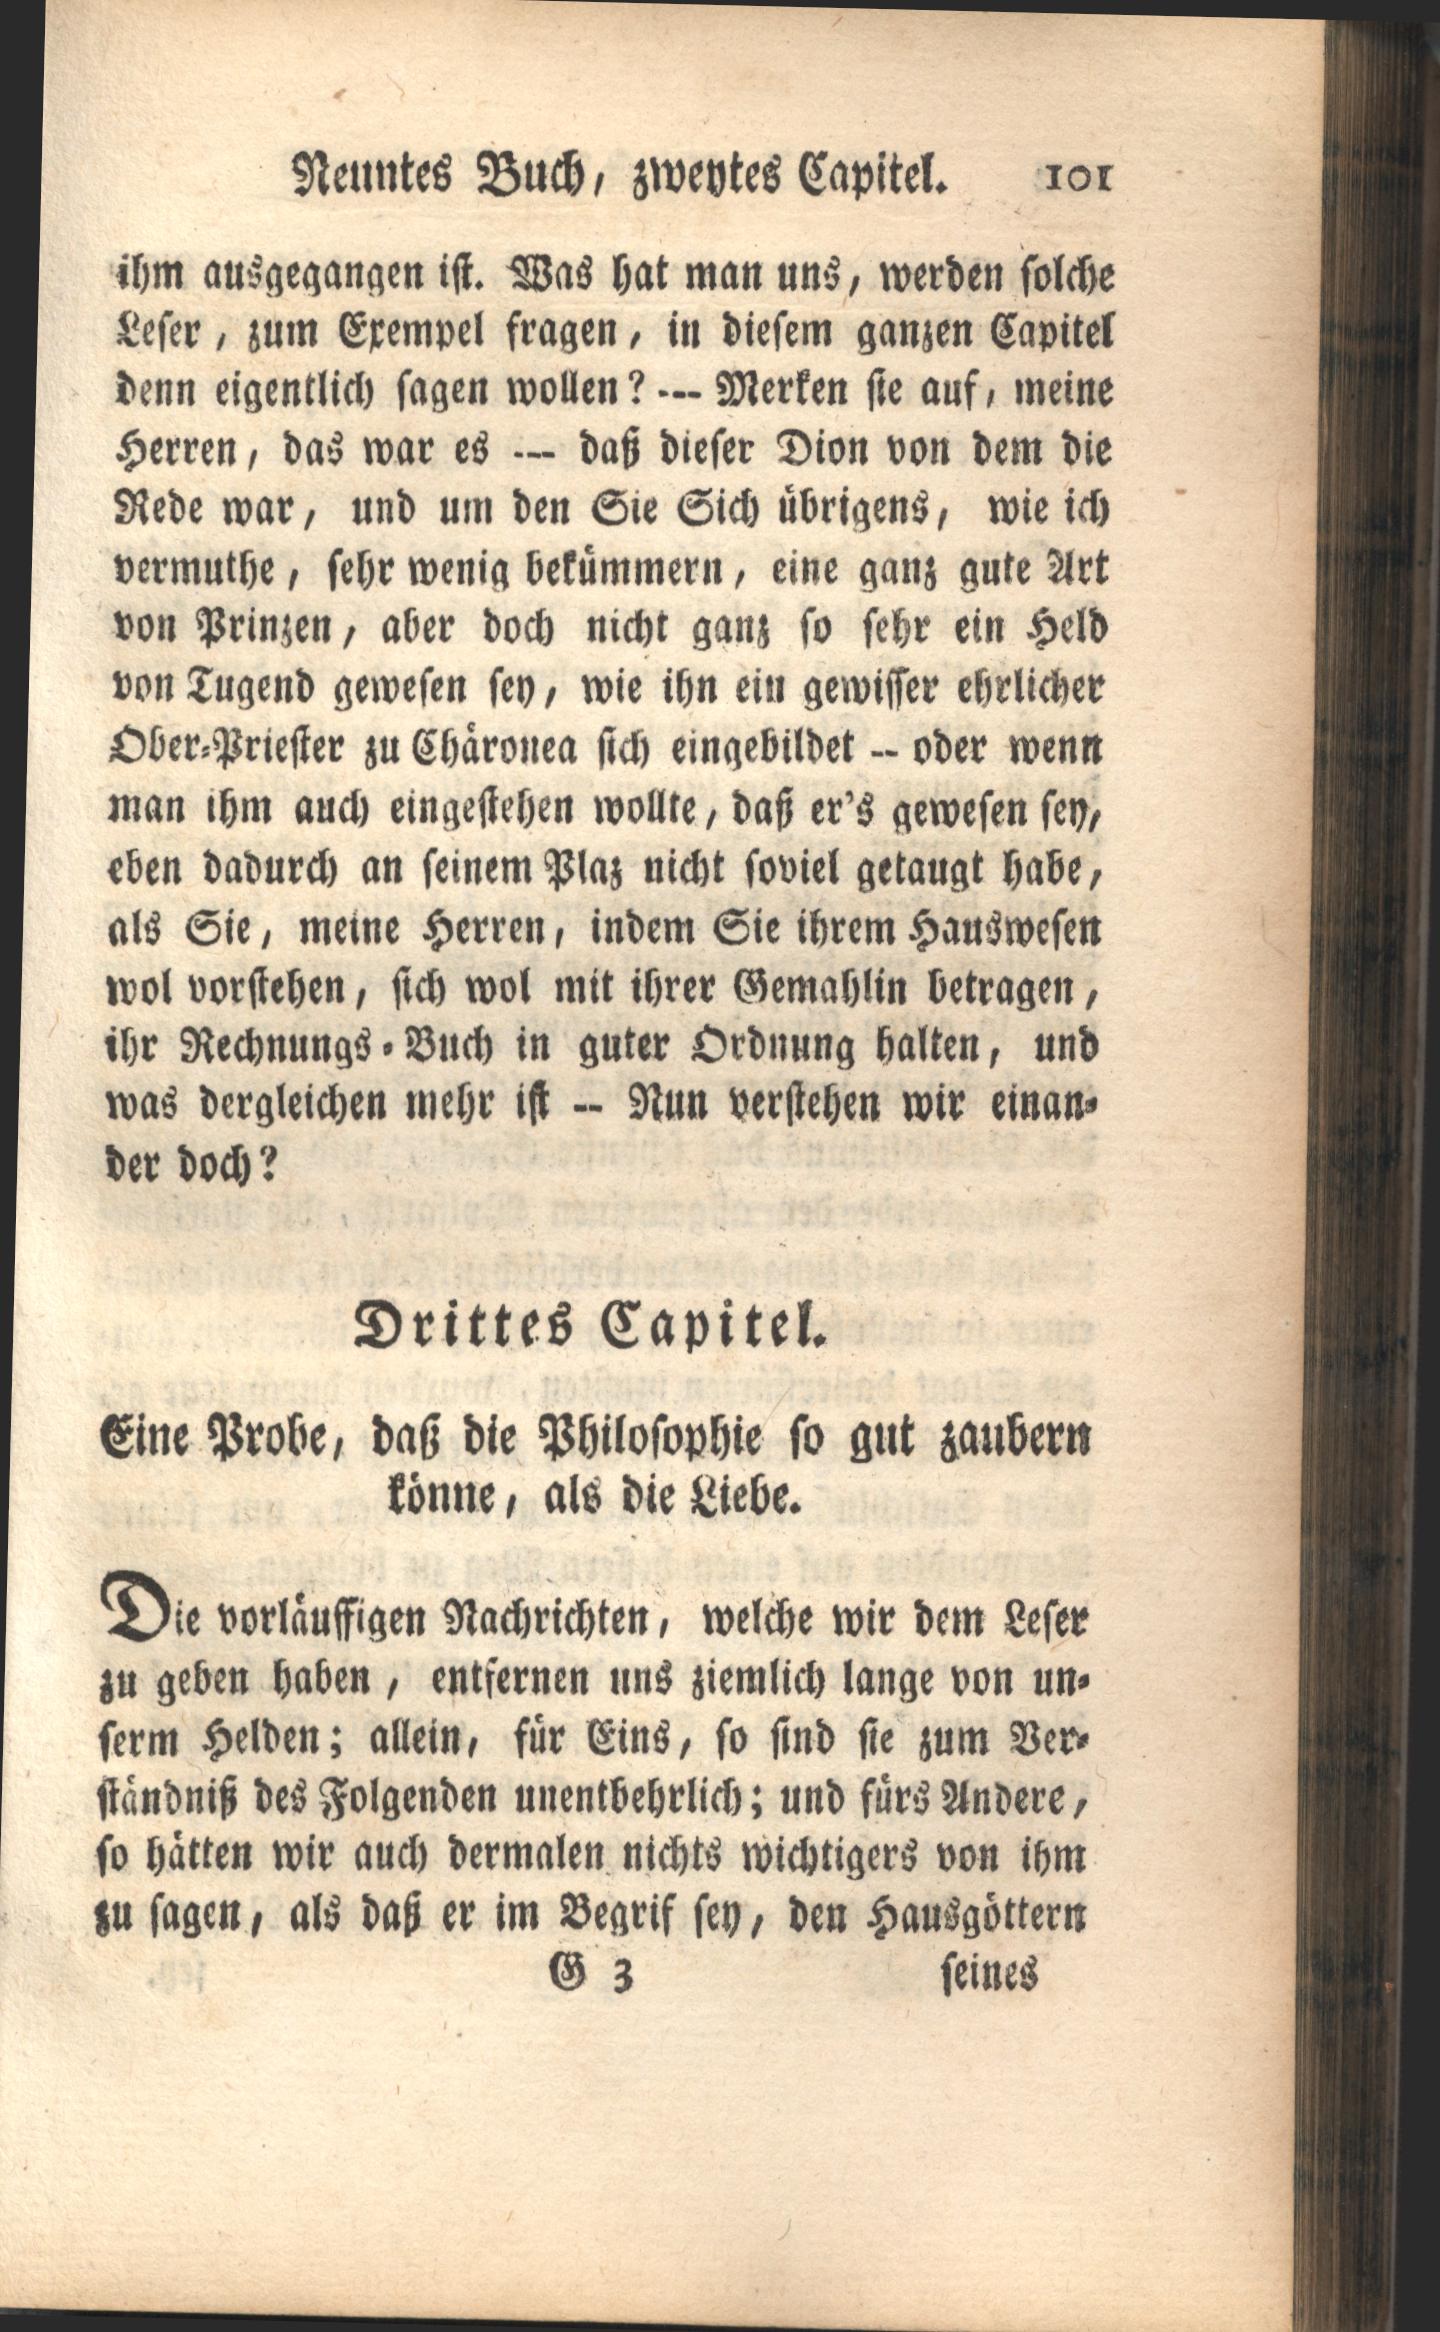 Neuntes Buch, zweytes Capitel. 101
ihm ausgegangen ist. Was hat man uns, werden solche
Leser, zum Exempel fragen, in diesem ganzen Capitel
denn eigentlich sagen wollen? --- Merken sie auf, meine
Herren, das war es --- daß dieser Dion von dem die
Rede war, und um den Sie Sich übrigens, wie ich
vermuthe, sehr wenig bekümmern, eine ganz gute Art
von Prinzen, aber doch nicht ganz so sehr ein Held
von Tugend gewesen sey, wie ihn ein gewisser ehrlicher
Ober-Priester zu Chäronea sich eingebildet -- oder wenn
man ihm auch eingestehen wollte, daß er's gewesen sey,
eben dadurch an seinem Plaz nicht soviel getaugt habe,
als Sie, meine Herren, indem Sie ihrem Hauswesen
wol vorstehen, sich wol mit ihrer Gemahlin betragen,
ihr Rechnungs-Buch in guter Ordnung halten, und
was dergleichen mehr ist -- Nun verstehen wir einan-
der doch?
Drittes Capitel.
Eine Probe, daß die Philosophie so gut zaubern
könne, als die Liebe.
Die vorläuffigen Nachrichten, welche wir dem Leser
zu geben haben, entfernen uns ziemlich lange von un-
serm Helden; allein, für Eins, so sind sie zum Ver-
ständniß des Folgenden unentbehrlich; und fürs Andere,
so hätten wir auch dermalen nichts wichtigers von ihm
zu sagen, als daß er im Begrif sey, den Hausgöttern
G 3 seines